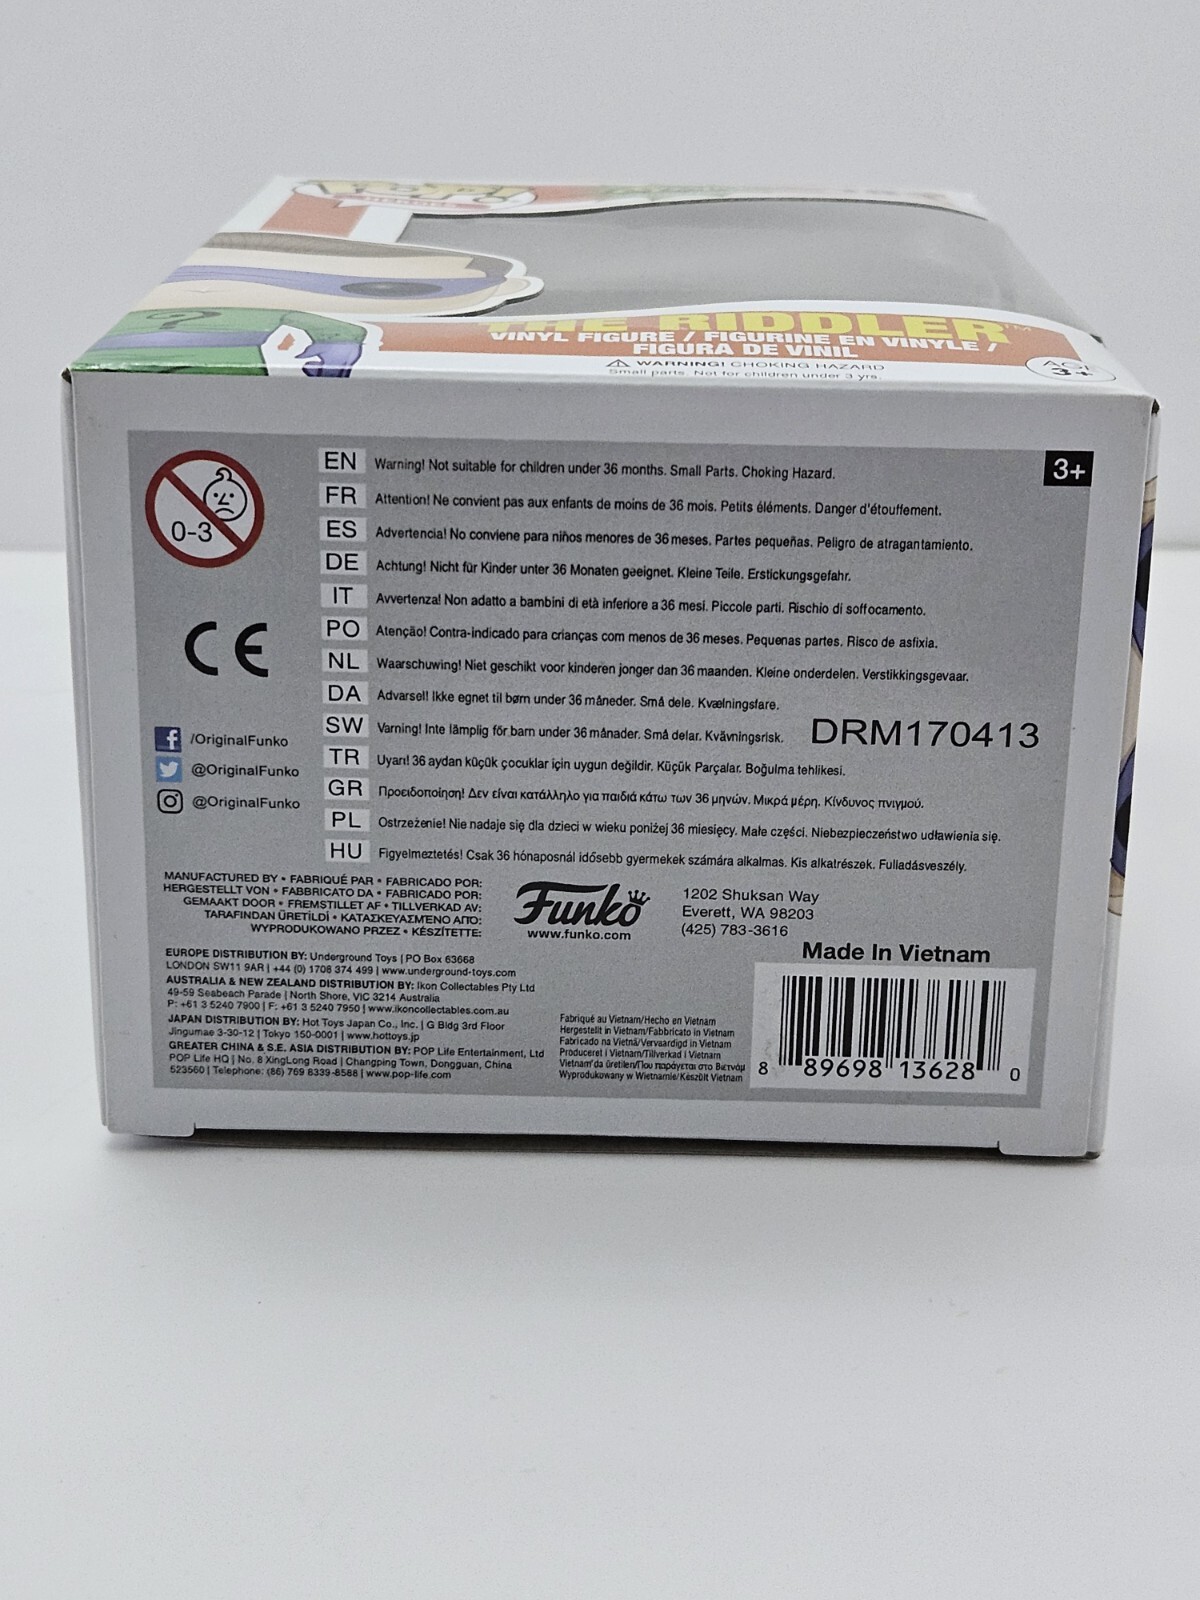 POP!
HEROES
THE RIDDLER™
VINYL FIGURE / FIGURINE EN VINYLE /
FIGURA DE VINIL
⚠ WARNING! CHOKING HAZARD
Small parts. Not for children under 3 yrs.
AGE
3+
3+
0-3
EN Warning! Not suitable for children under 36 months. Small Parts. Choking Hazard.
FR Attention! Ne convient pas aux enfants de moins de 36 mois. Petits éléments. Danger d'étouffement.
ES Advertencia! No conviene para niños menores de 36 meses. Partes pequeñas. Peligro de atragantamiento.
DE Achtung! Nicht für Kinder unter 36 Monaten geeignet. Kleine Teile. Erstickungsgefahr.
IT Avvertenza! Non adatto a bambini di età inferiore a 36 mesi. Piccole parti. Rischio di soffocamento.
PO Atenção! Contra-indicado para crianças com menos de 36 meses. Pequenas partes. Risco de asfixia.
NL Waarschuwing! Niet geschikt voor kinderen jonger dan 36 maanden. Kleine onderdelen. Verstikkingsgevaar.
DA Advarsel! Ikke egnet til børn under 36 måneder. Små dele. Kvælningsfare.
SW Varning! Inte lämplig för barn under 36 månader. Små delar. Kvävningsrisk.
TR Uyarı! 36 aydan küçük çocuklar için uygun değildir. Küçük Parçalar. Boğulma tehlikesi.
GR Προειδοποίηση! Δεν είναι κατάλληλο για παιδιά κάτω των 36 μηνών. Μικρά μέρη. Κίνδυνος πνιγμού.
PL Ostrzeżenie! Nie nadaje się dla dzieci w wieku poniżej 36 miesięcy. Małe części. Niebezpieczeństwo udławienia się.
HU Figyelmeztetés! Csak 36 hónaposnál idősebb gyermekek számára alkalmas. Kis alkatrészek. Fulladásveszély.
DRM170413
CE
/OriginalFunko
@OriginalFunko
@OriginalFunko
MANUFACTURED BY • FABRIQUÉ PAR • FABRICADO POR:
HERGESTELLT VON • FABBRICATO DA • FABRICADO POR:
GEMAAKT DOOR • FREMSTILLET AF • TILLVERKAD AV:
TARAFINDAN ÜRETİLDİ • ΚΑΤΑΣΚΕΥΑΣΜΕΝΟ ΑΠΟ:
WYPRODUKOWANO PRZEZ • KÉSZÍTETTE:
Funko
www.funko.com
1202 Shuksan Way
Everett, WA 98203
(425) 783-3616
EUROPE DISTRIBUTION BY: Underground Toys | PO Box 63668
LONDON SW11 9AR | +44 (0) 1708 374 499 | www.underground-toys.com
AUSTRALIA & NEW ZEALAND DISTRIBUTION BY: Ikon Collectables Pty Ltd
49-59 Seabeach Parade | North Shore, VIC 3214 Australia
P: +61 3 5240 7900 | F: +61 3 5240 7950 | www.ikoncollectables.com.au
JAPAN DISTRIBUTION BY: Hot Toys Japan Co., Inc. | G Bldg 3rd Floor
Jingumae 3-30-12 | Tokyo 150-0001 | www.hottoys.jp
GREATER CHINA & S.E. ASIA DISTRIBUTION BY: POP Life Entertainment, Ltd
POP Life HQ | No. 8 XingLong Road | Changping Town, Dongguan, China
523560 | Telephone: (86) 769 8339-8588 | www.pop-life.com
Fabriqué au Vietnam/Hecho en Vietnam
Hergestellt in Vietnam/Fabbricato in Vietnam
Fabricado na Vietnã/Vervaardigd in Vietnam
Produceret i Vietnam/Tillverkad i Vietnam
Vietnam'da üretilen/Που παράγεται στο Βιετνάμ
Wyprodukowany w Wietnamie/Készült Vietnam
Made In Vietnam
8 89698 13628 0